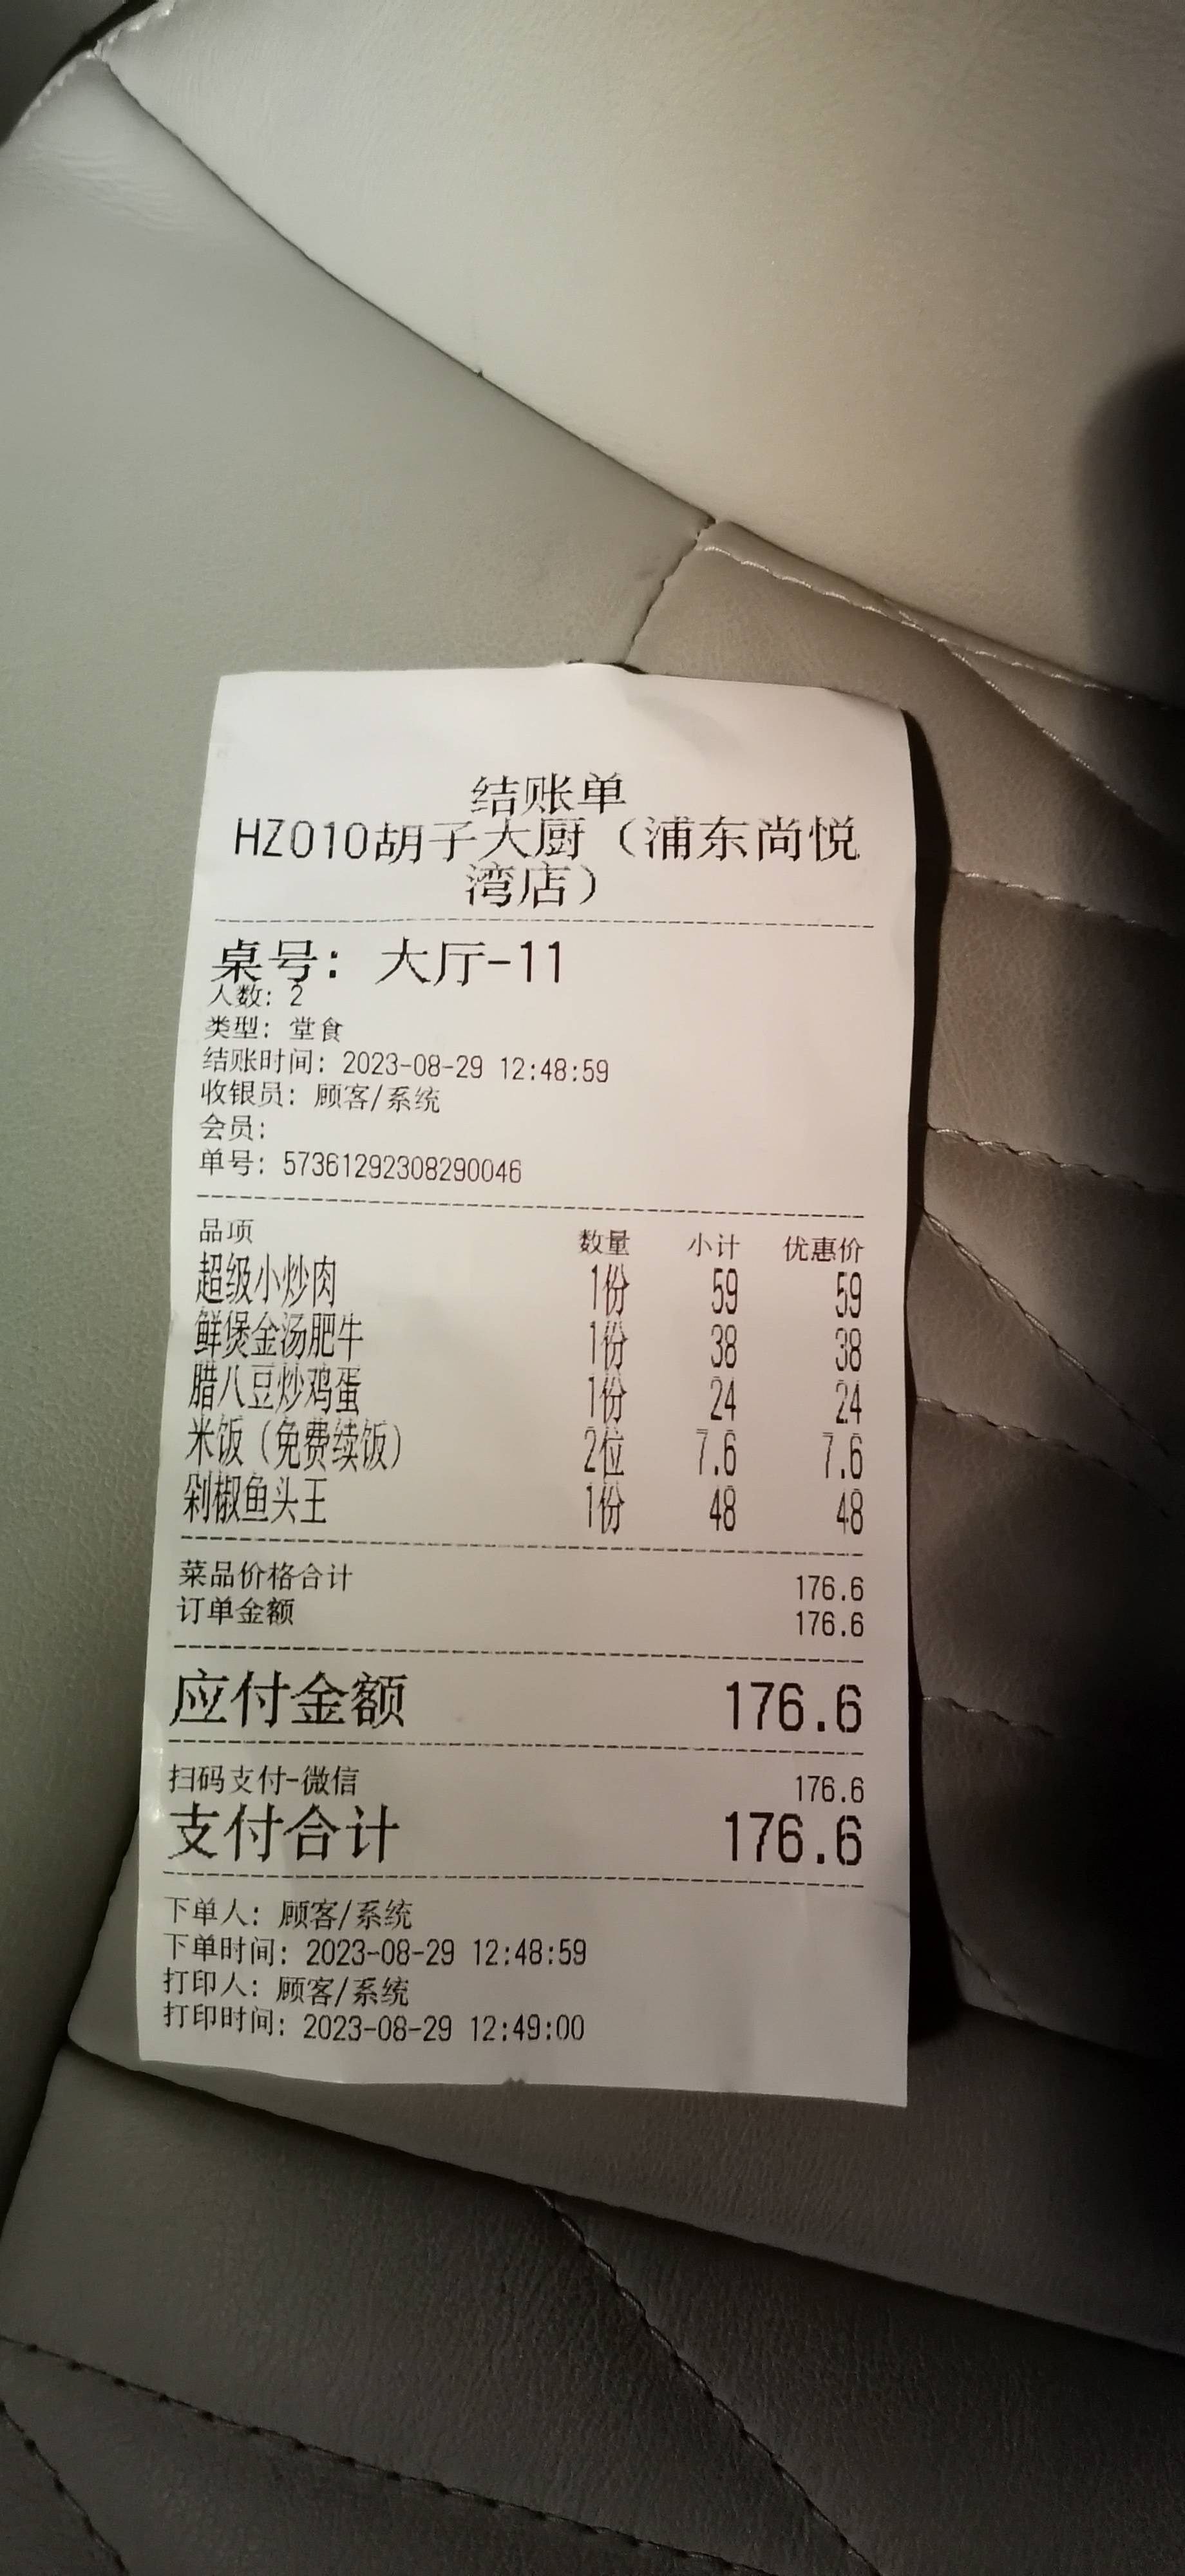 结账单
HZ010胡子大厨（浦东尚悦
湾店）
桌号：大厅-11
人数：2
类型：堂食
结账时间：2023-08-29 12:48:59
收银员：顾客/系统
会员：
单号：57361292308290046
品项 数量 小计 优惠价
超级小炒肉 1份 59 59
鲜煲金汤肥牛 1份 38 38
腊八豆炒鸡蛋 1份 24 24
米饭（免费续饭） 2位 7.6 7.6
剁椒鱼头王 1份 48 48
菜品价格合计 176.6
订单金额 176.6
应付金额 176.6
扫码支付-微信 176.6
支付合计 176.6
下单人：顾客/系统
下单时间：2023-08-29 12:48:59
打印人：顾客/系统
打印时间：2023-08-29 12:49:00